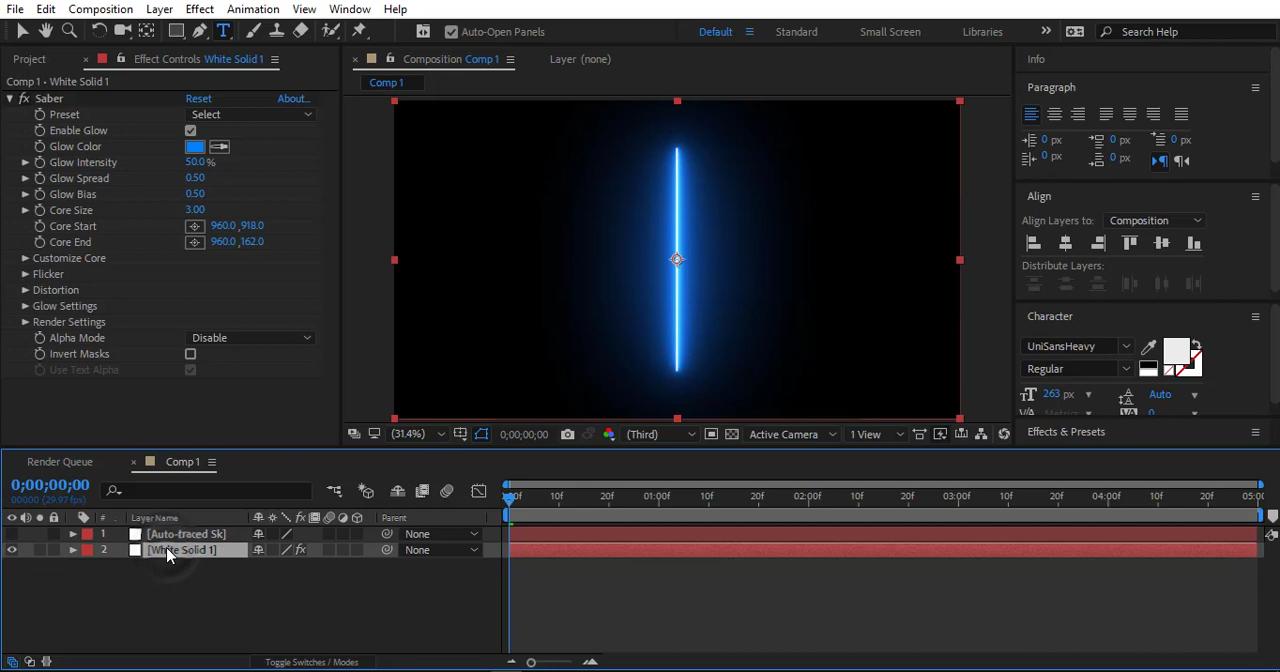 File Edit Composition Layer Effect Animation View Window Help
Auto-Open Panels Default Standard Small Screen Libraries Search Help
Project Effect Controls White Solid 1
Comp 1 • White Solid 1
Saber Reset About...
Preset Select
Enable Glow
Glow Color
Glow Intensity 50.0 %
Glow Spread 0.50
Glow Bias 0.50
Core Size 3.00
Core Start 960.0 ,918.0
Core End 960.0 ,162.0
Customize Core
Flicker
Distortion
Glow Settings
Render Settings
Alpha Mode Disable
Invert Masks
Use Text Alpha
Composition Comp 1 Layer (none)
Comp 1
(31.4%) 0;00;00;00 (Third) Active Camera 1 View
Info
Paragraph
0 px 0 px 0 px
0 px 0 px
Align
Align Layers to: Composition
Distribute Layers:
Character
UniSansHeavy
Regular
263 px Auto
Metrics 0
Effects & Presets
Render Queue Comp 1
0;00;00;00
00000 (29.97 fps)
10f 20f 01:00f 10f 20f 02:00f 10f 20f 03:00f 10f 20f 04:00f 10f 20f 05:00
# Layer Name Parent
1 [Auto-traced Sk] None
2 [White Solid 1] None
Toggle Switches / Modes